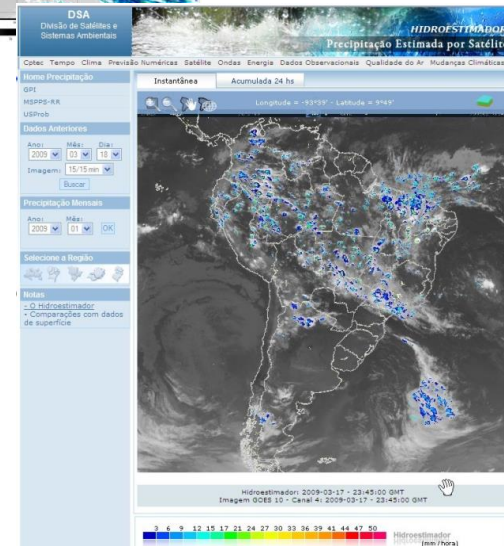 DSA
Divisão de Satélites e
Sistemas Ambientais
HIDROESTIMADOR
Precipitação Estimada por Satélite
Cptec Tempo Clima Previsão Numéricas Satélite Ondas Energia Dados Observacionais Qualidade do Ar Mudanças Climáticas
Home Precipitação
GPI
MSPPS-RR
USProb
Dados Anteriores
Ano: Mês: Dia:
2009 03 18
Imagem: 15/15 min
Buscar
Precipitação Mensais
Ano: Mês:
2009 01 OK
Selecione a Região
Notas
- O Hidroestimador
- Comparações com dados
de superfície
Instantânea Acumulada 24 hs
Longitude = -93°39' - Latitude = 9°49'
Hidroestimador: 2009-03-17 - 23:45:00 GMT
Imagem GOES 10 - Canal 4: 2009-03-17 - 23:45:00 GMT
3 6 9 12 15 17 21 24 27 30 33 36 39 41 44 47 50
Hidroestimador
(mm/hora)